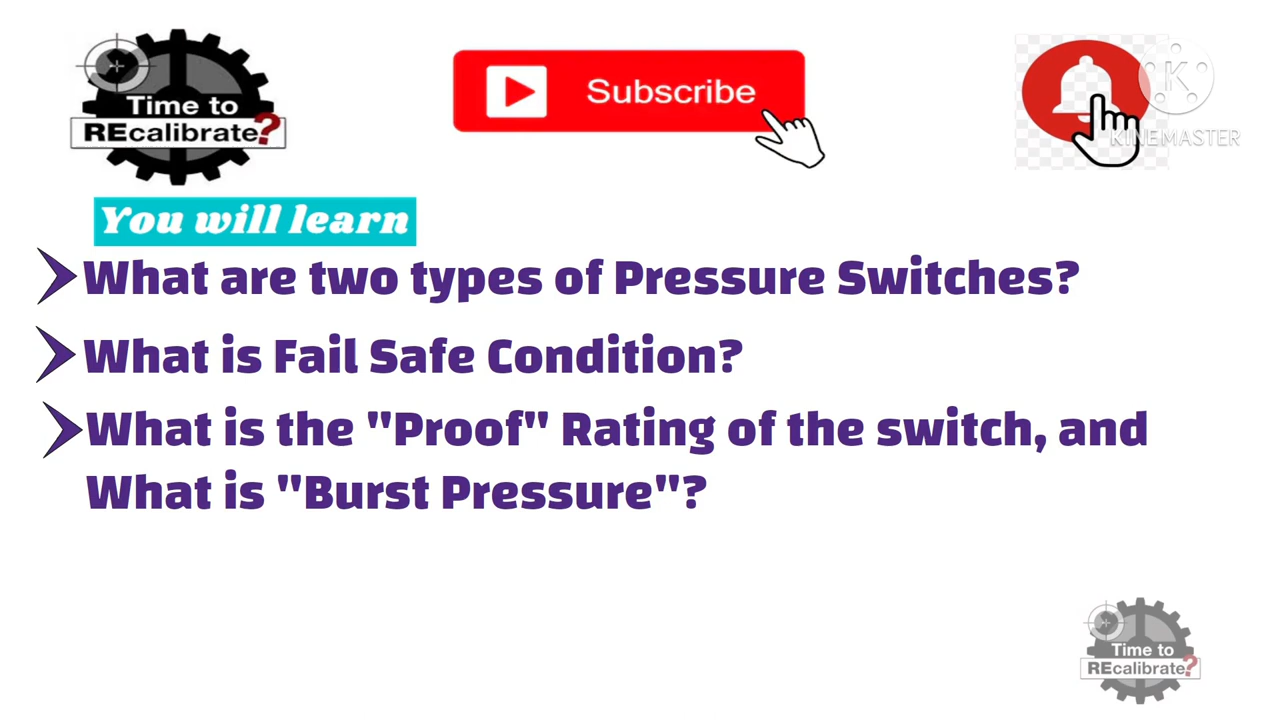 Time to
REcalibrate?
Subscribe
KINEMASTER
You will learn
What are two types of Pressure Switches?
What is Fail Safe Condition?
What is the "Proof" Rating of the switch, and
What is "Burst Pressure"?
Time to
REcalibrate?